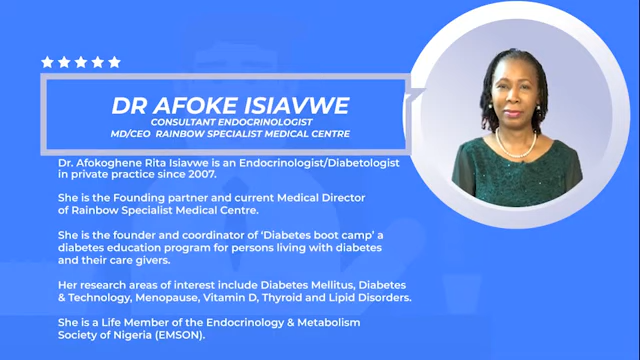 DR AFOKE ISIAVWE
CONSULTANT ENDOCRINOLOGIST
MD/CEO RAINBOW SPECIALIST MEDICAL CENTRE
Dr. Afokoghene Rita Isiavwe is an Endocrinologist/Diabetologist
in private practice since 2007.
She is the Founding partner and current Medical Director
of Rainbow Specialist Medical Centre.
She is the founder and coordinator of ‘Diabetes boot camp’ a
diabetes education program for persons living with diabetes
and their care givers.
Her research areas of interest include Diabetes Mellitus, Diabetes
& Technology, Menopause, Vitamin D, Thyroid and Lipid Disorders.
She is a Life Member of the Endocrinology & Metabolism
Society of Nigeria (EMSON).